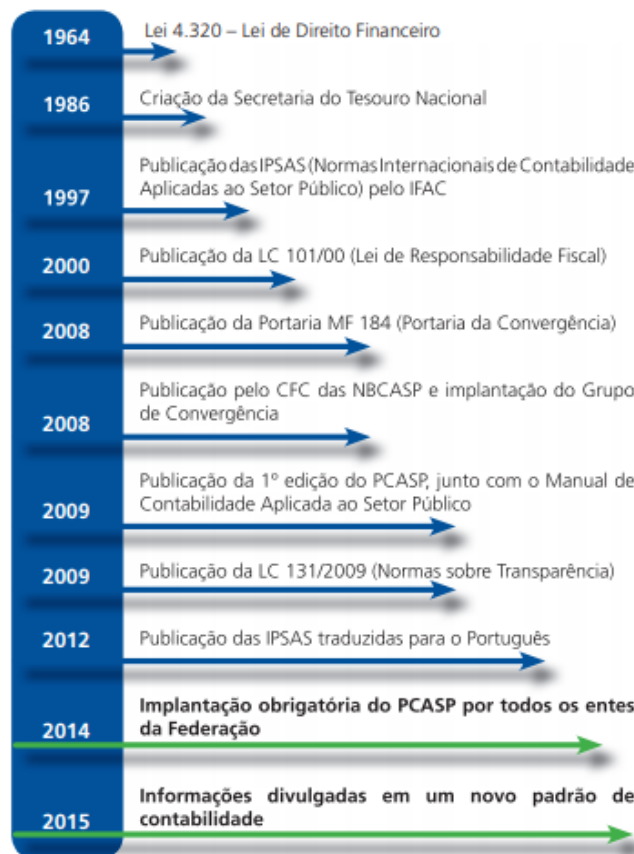 1964
Lei 4.320 – Lei de Direito Financeiro
1986
Criação da Secretaria do Tesouro Nacional
1997
Publicação das IPSAS (Normas Internacionais de Contabilidade
Aplicadas ao Setor Público) pelo IFAC
2000
Publicação da LC 101/00 (Lei de Responsabilidade Fiscal)
2008
Publicação da Portaria MF 184 (Portaria da Convergência)
2008
Publicação pelo CFC das NBCASP e implantação do Grupo
de Convergência
2009
Publicação da 1º edição do PCASP, junto com o Manual de
Contabilidade Aplicada ao Setor Público
2009
Publicação da LC 131/2009 (Normas sobre Transparência)
2012
Publicação das IPSAS traduzidas para o Português
2014
Implantação obrigatória do PCASP por todos os entes
da Federação
2015
Informações divulgadas em um novo padrão de
contabilidade